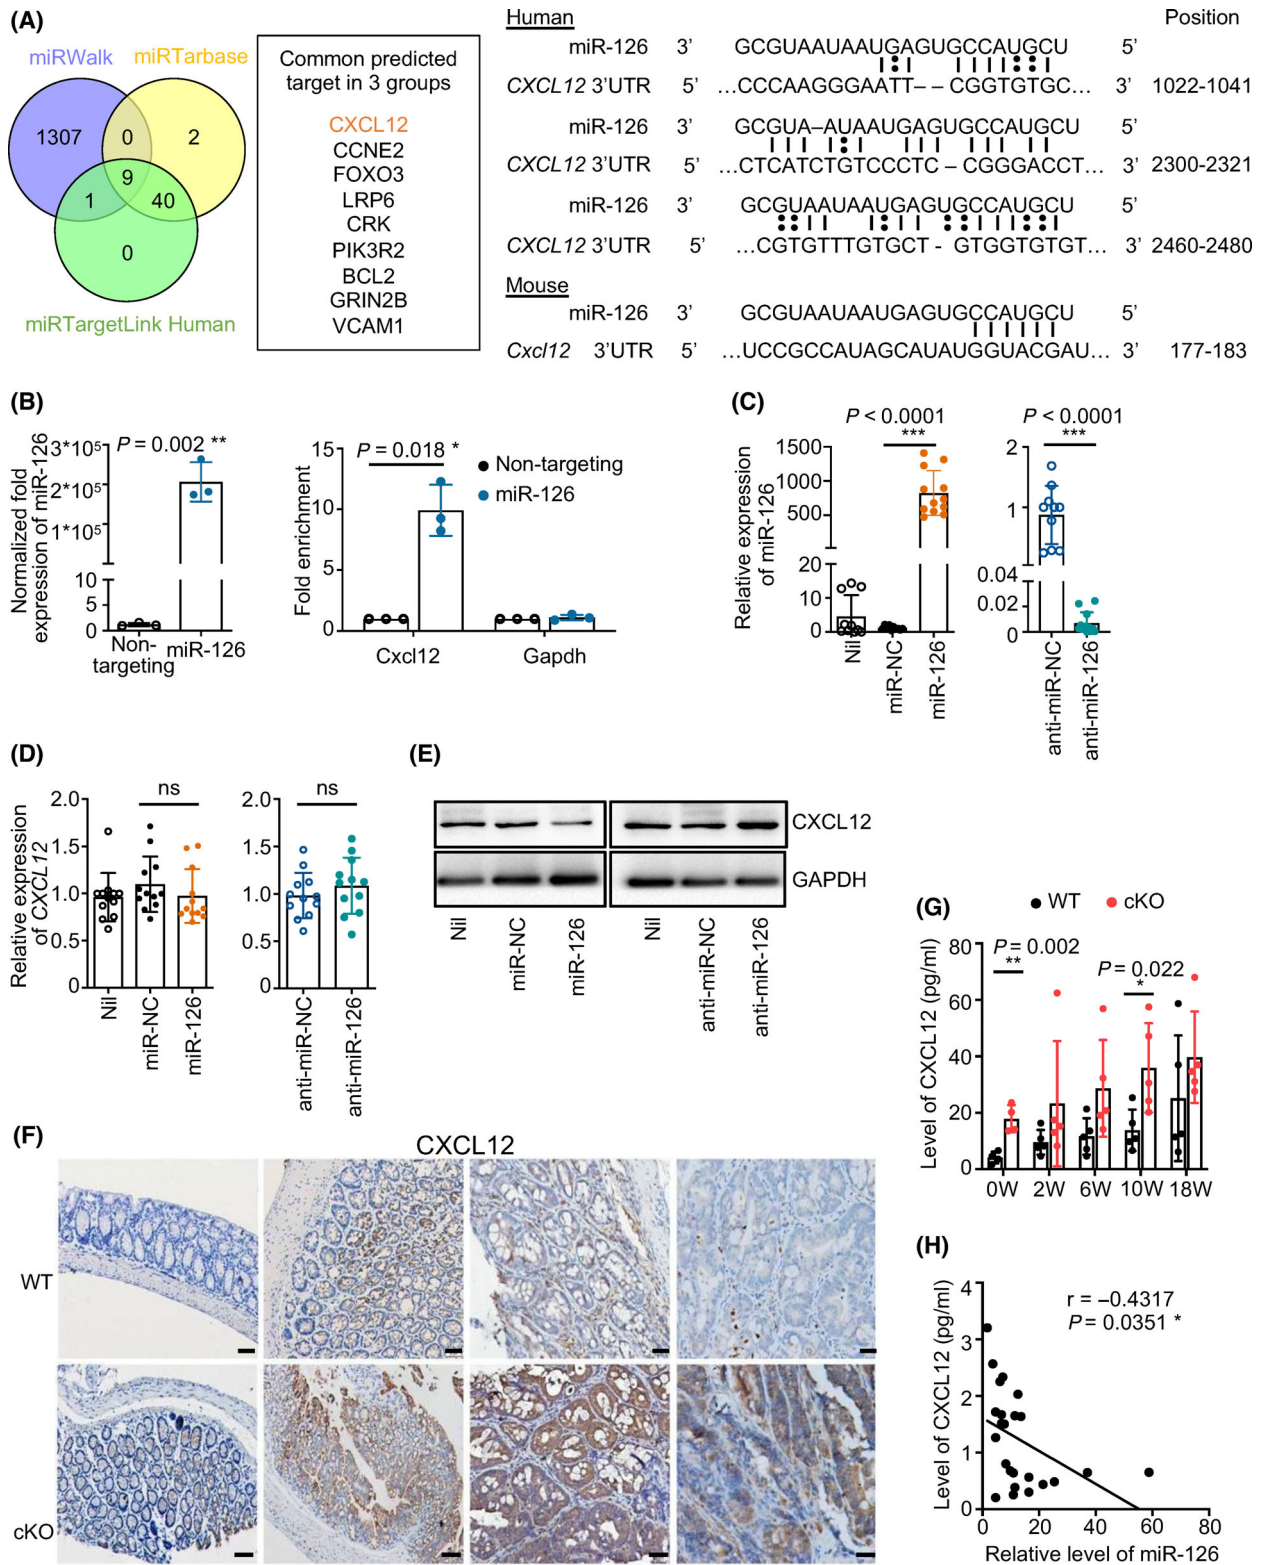 (A)
miRWalk
miRTarbase
1307
0
2
9
1
40
0
miRTargetLink Human
Common predicted
target in 3 groups
CXCL12
CCNE2
FOXO3
LRP6
CRK
PIK3R2
BCL2
GRIN2B
VCAM1
Human
Position
miR-126 3’ GCGUAAUAAUGAGUGCCAUGCU 5’
CXCL12 3’UTR 5’ …CCCAAGGGAATT– – CGGTGTGC… 3’ 1022-1041
miR-126 3’ GCGUA–AUAAUGAGUGCCAUGCU 5’
CXCL12 3’UTR 5’ …CTCATCTGTCCCTC – CGGGACCT… 3’ 2300-2321
miR-126 3’ GCGUAAUAAUGAGUGCCAUGCU 5’
CXCL12 3’UTR 5’ …CGTGTTTGTGCT - GTGGTGTGT… 3’ 2460-2480
Mouse
miR-126 3’ GCGUAAUAAUGAGUGCCAUGCU 5’
Cxcl12 3’UTR 5’ …UCCGCCAUAGCAUAUGGUACGAU… 3’ 177-183
(B)
Normalized fold
expression of miR-126
3*10⁵
2*10⁵
1*10⁵
10
5
0
P = 0.002 **
Non-
targeting
miR-126
Fold enrichment
15
10
5
0
P = 0.018 *
Non-targeting
miR-126
Cxcl12
Gapdh
(C)
Relative expression
of miR-126
1500
1000
500
20
10
0
P < 0.0001
***
Nil
miR-NC
miR-126
P < 0.0001
***
2
1
0.04
0.02
0
anti-miR-NC
anti-miR-126
(D)
Relative expression
of CXCL12
2.0
1.5
1.0
0.5
0
ns
Nil
miR-NC
miR-126
2.0
1.5
1.0
0.5
0
ns
anti-miR-NC
anti-miR-126
(E)
CXCL12
GAPDH
Nil
miR-NC
miR-126
Nil
anti-miR-NC
anti-miR-126
(F)
CXCL12
WT
cKO
(G)
WT
cKO
Level of CXCL12 (pg/ml)
80
60
40
20
0
P = 0.002
**
P = 0.022
*
0W
2W
6W
10W
18W
(H)
Level of CXCL12 (pg/ml)
4
3
2
1
0
r = –0.4317
P = 0.0351 *
0
20
40
60
80
Relative level of miR-126